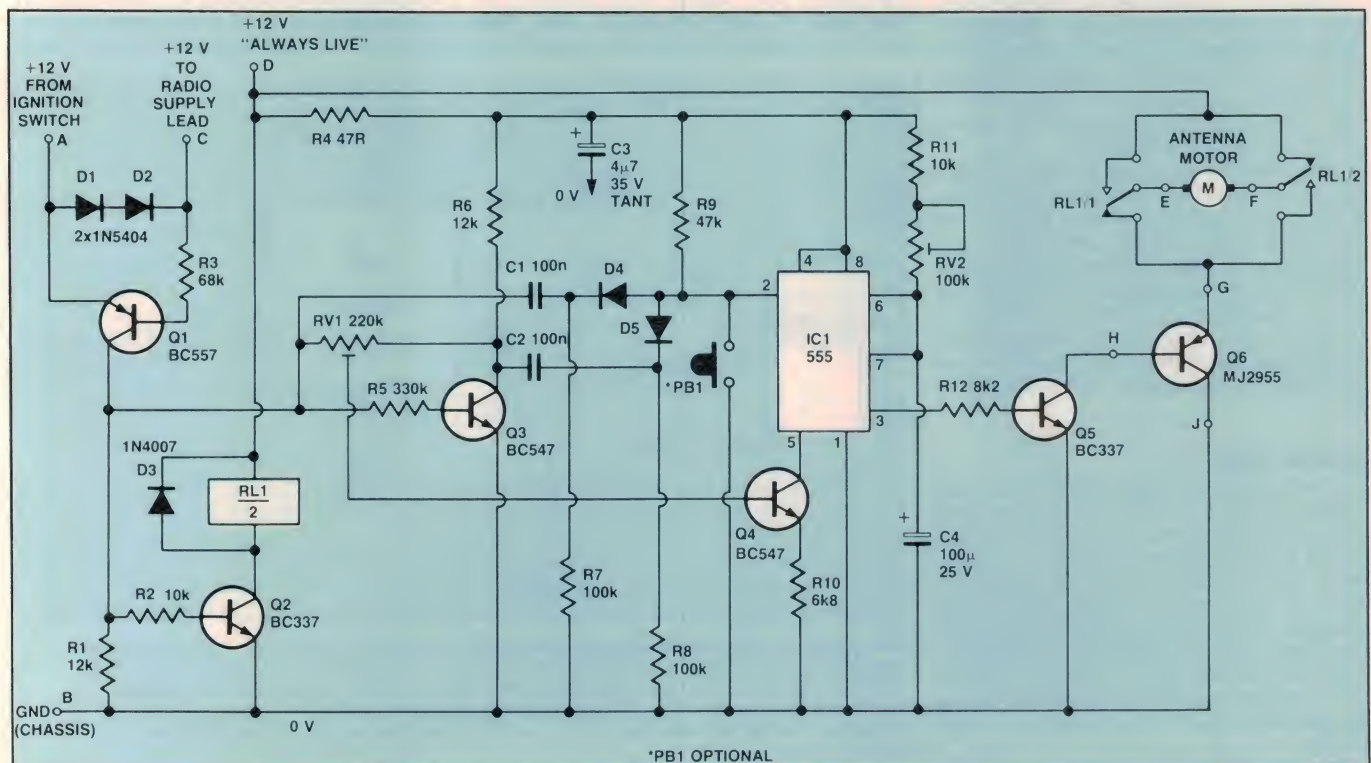 +12 V
"ALWAYS LIVE"
D
+12 V
FROM
IGNITION
SWITCH
A
+12 V
TO
RADIO
SUPPLY
LEAD
C
D1
D2
2x1N5404
R3
68k
Q1
BC557
R4 47R
R6
12k
+
C3
4µ7
35 V
TANT
0 V
R9
47k
C1 100n
D4
RV1 220k
C2 100n
D5
*PB1
R5 330k
Q3
BC547
1N4007
D3
RL1
2
R2 10k
Q2
BC337
R1
12k
B
GND
(CHASSIS)
0 V
R7
100k
R8
100k
Q4
BC547
R10
6k8
4
8
2
6
IC1
555
7
3
5
1
R11
10k
RV2
100k
+
C4
100µ
25 V
R12 8k2
Q5
BC337
H
ANTENNA
MOTOR
RL1/1
E
M
F
RL1/2
G
Q6
MJ2955
J
*PB1 OPTIONAL